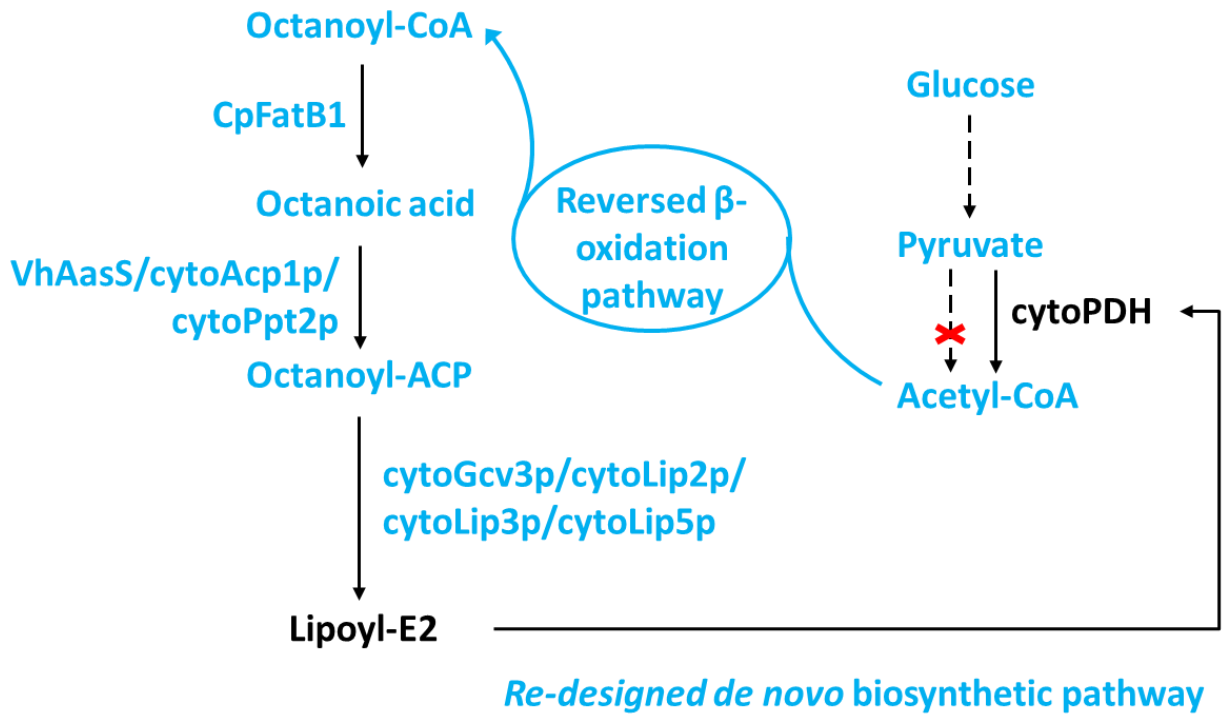 Octanoyl-CoA
CpFatB1
Octanoic acid
VhAasS/cytoAcp1p/
cytoPpt2p
Octanoyl-ACP
cytoGcv3p/cytoLip2p/
cytoLip3p/cytoLip5p
Lipoyl-E2
Reversed β-
oxidation
pathway
Glucose
Pyruvate
cytoPDH
Acetyl-CoA
Re-designed de novo biosynthetic pathway